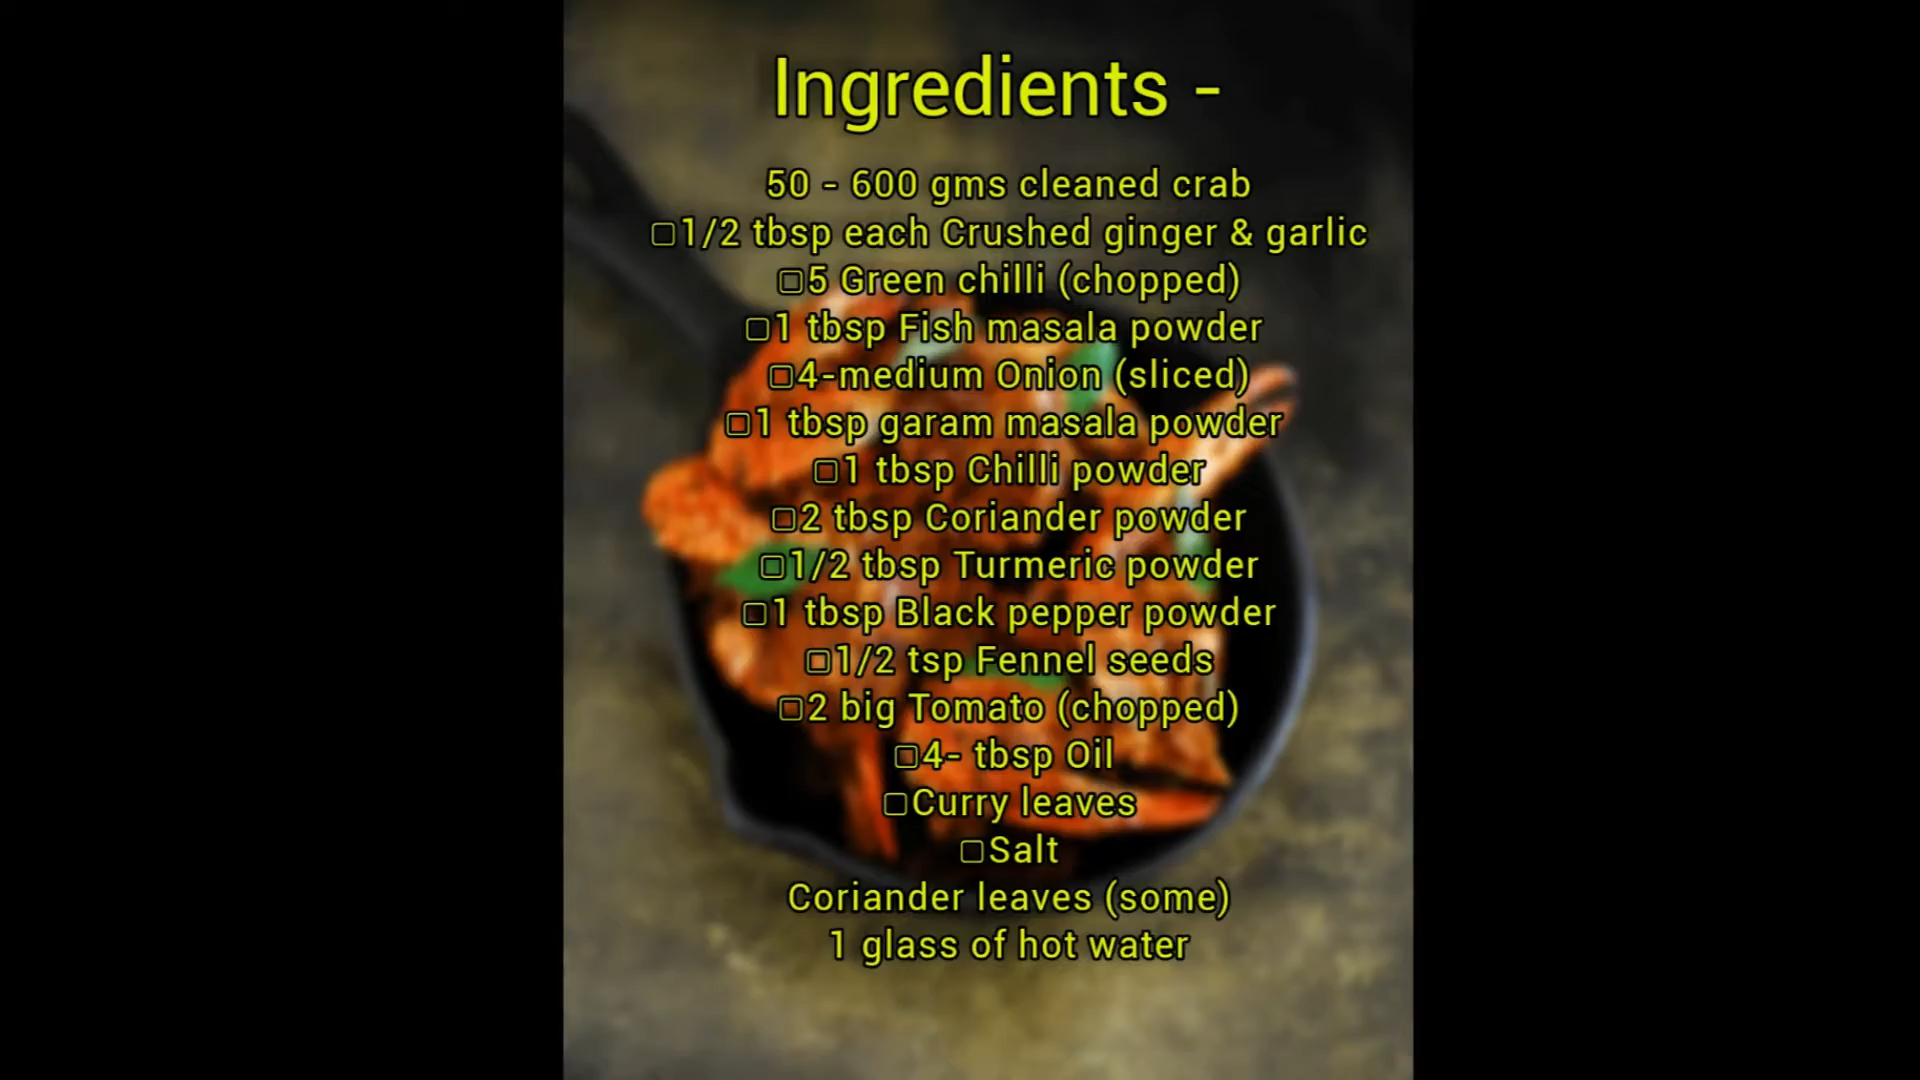 Ingredients -
50 - 600 gms cleaned crab
▢1/2 tbsp each Crushed ginger & garlic
▢5 Green chilli (chopped)
▢1 tbsp Fish masala powder
▢4-medium Onion (sliced)
▢1 tbsp garam masala powder
▢1 tbsp Chilli powder
▢2 tbsp Coriander powder
▢1/2 tbsp Turmeric powder
▢1 tbsp Black pepper powder
▢1/2 tsp Fennel seeds
▢2 big Tomato (chopped)
▢4- tbsp Oil
▢Curry leaves
▢Salt
Coriander leaves (some)
1 glass of hot water